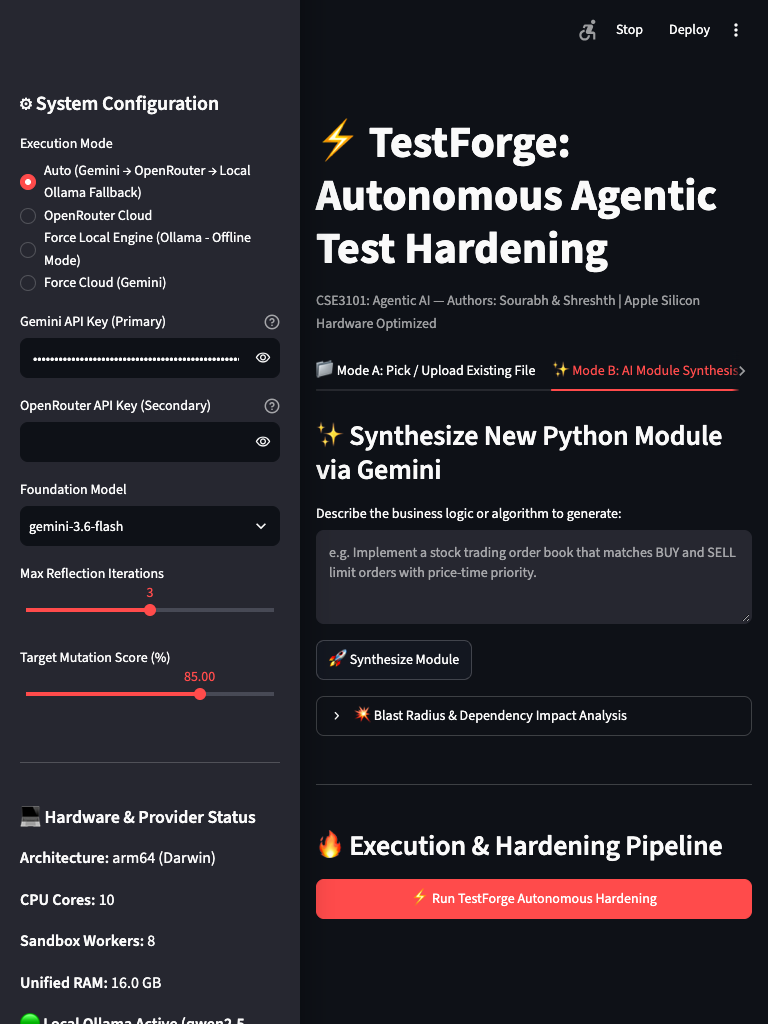 Stop
Deploy
System Configuration
Execution Mode
Auto (Gemini → OpenRouter → Local
Ollama Fallback)
OpenRouter Cloud
Force Local Engine (Ollama - Offline
Mode)
Force Cloud (Gemini)
Gemini API Key (Primary)
OpenRouter API Key (Secondary)
Foundation Model
gemini-3.6-flash
Max Reflection Iterations
3
Target Mutation Score (%)
85.00
Hardware & Provider Status
Architecture: arm64 (Darwin)
CPU Cores: 10
Sandbox Workers: 8
Unified RAM: 16.0 GB
Local Ollama Active (qwen2.5
⚡ TestForge:
Autonomous Agentic
Test Hardening
CSE3101: Agentic AI — Authors: Sourabh & Shreshth | Apple Silicon
Hardware Optimized
Mode A: Pick / Upload Existing File
Mode B: AI Module Synthesis
Synthesize New Python Module
via Gemini
Describe the business logic or algorithm to generate:
e.g. Implement a stock trading order book that matches BUY and SELL
limit orders with price-time priority.
Synthesize Module
Blast Radius & Dependency Impact Analysis
Execution & Hardening Pipeline
Run TestForge Autonomous Hardening